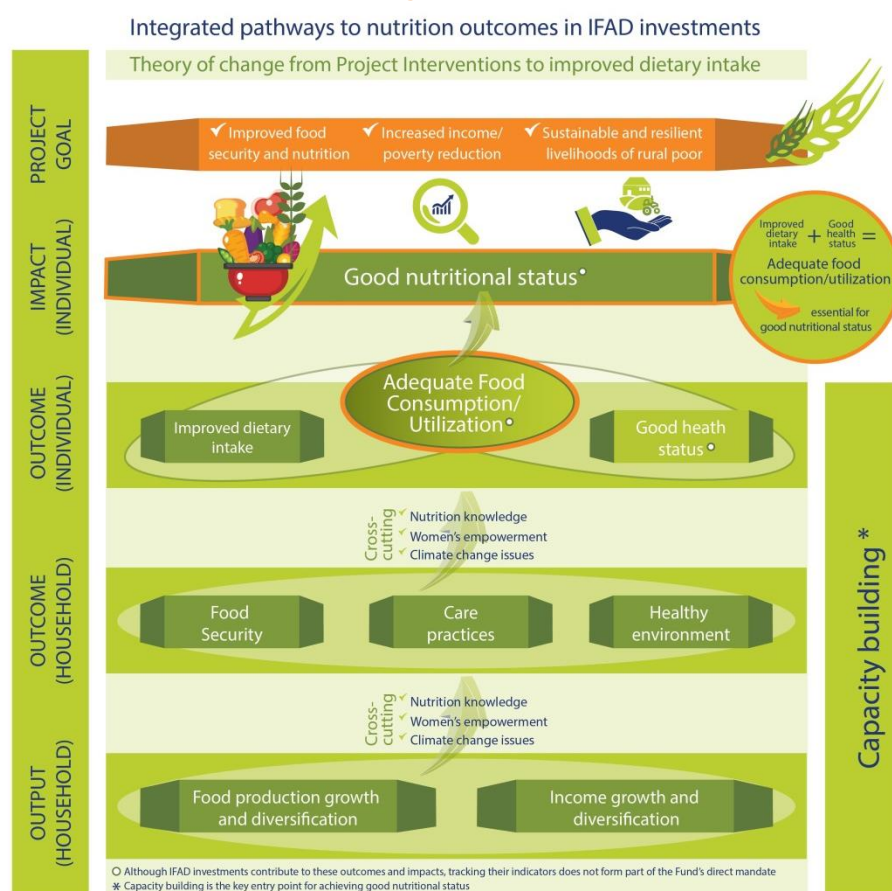 Integrated pathways to nutrition outcomes in IFAD investments
Theory of change from Project Interventions to improved dietary intake
PROJECT
GOAL
✓ Improved food
security and nutrition
✓ Increased income/
poverty reduction
✓ Sustainable and resilient
livelihoods of rural poor
IMPACT
(INDIVIDUAL)
Good nutritional status°
Improved
dietary
intake
+
Good
health
status
=
Adequate food
consumption/utilization
essential for
good nutritional status
OUTCOME
(INDIVIDUAL)
Adequate Food
Consumption/
Utilization°
Improved dietary
intake
Good heath
status°
Cross-
cutting
✓ Nutrition knowledge
✓ Women's empowerment
✓ Climate change issues
OUTCOME
(HOUSEHOLD)
Food
Security
Care
practices
Healthy
environment
Cross-
cutting
✓ Nutrition knowledge
✓ Women's empowerment
✓ Climate change issues
OUTPUT
(HOUSEHOLD)
Food production growth
and diversification
Income growth and
diversification
Capacity building *
O Although IFAD investments contribute to these outcomes and impacts, tracking their indicators does not form part of the Fund's direct mandate
* Capacity building is the key entry point for achieving good nutritional status